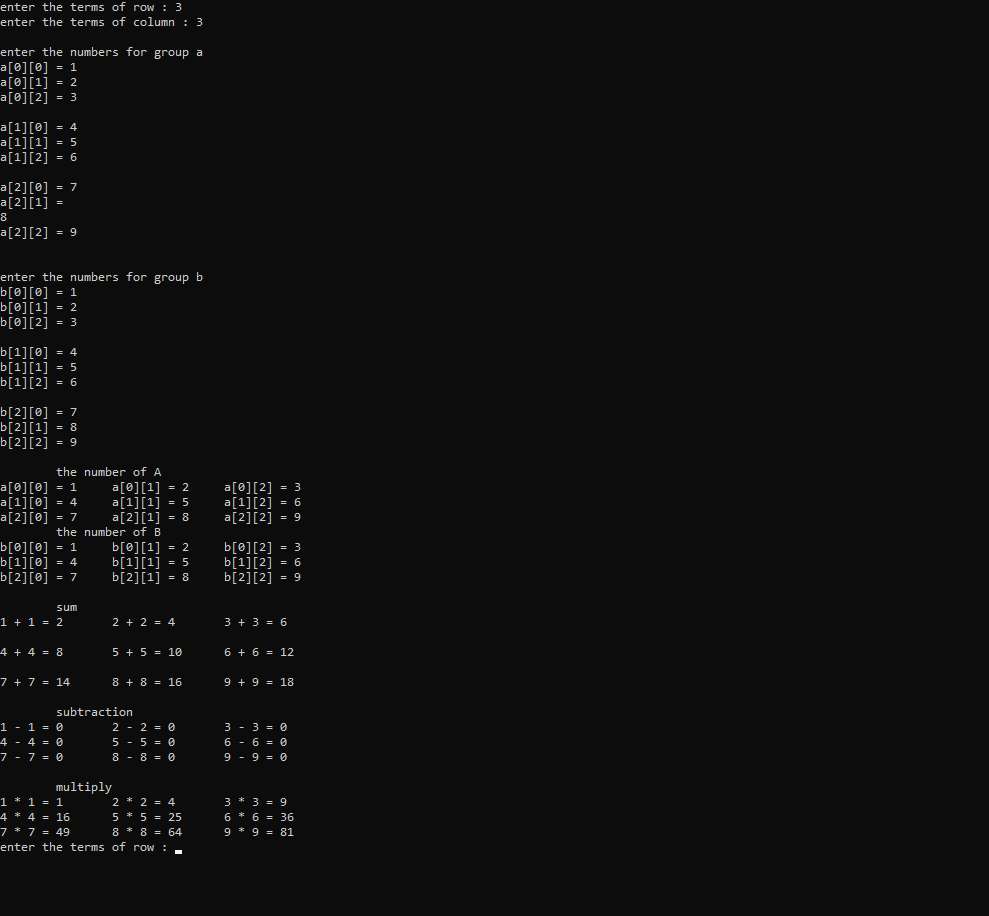 enter the terms of row : 3
enter the terms of column : 3
enter the numbers for group a
a[0][0] = 1
a[0][1] = 2
a[0][2] = 3
a[1][0] = 4
a[1][1] = 5
a[1][2] = 6
a[2][0] = 7
a[2][1] =
8
a[2][2] = 9
enter the numbers for group b
b[0][0] = 1
b[0][1] = 2
b[0][2] = 3
b[1][0] = 4
b[1][1] = 5
b[1][2] = 6
b[2][0] = 7
b[2][1] = 8
b[2][2] = 9
the number of A
a[0][0] = 1     a[0][1] = 2     a[0][2] = 3
a[1][0] = 4     a[1][1] = 5     a[1][2] = 6
a[2][0] = 7     a[2][1] = 8     a[2][2] = 9
the number of B
b[0][0] = 1     b[0][1] = 2     b[0][2] = 3
b[1][0] = 4     b[1][1] = 5     b[1][2] = 6
b[2][0] = 7     b[2][1] = 8     b[2][2] = 9
sum
1 + 1 = 2       2 + 2 = 4       3 + 3 = 6
4 + 4 = 8       5 + 5 = 10      6 + 6 = 12
7 + 7 = 14      8 + 8 = 16      9 + 9 = 18
subtraction
1 - 1 = 0       2 - 2 = 0       3 - 3 = 0
4 - 4 = 0       5 - 5 = 0       6 - 6 = 0
7 - 7 = 0       8 - 8 = 0       9 - 9 = 0
multiply
1 * 1 = 1       2 * 2 = 4       3 * 3 = 9
4 * 4 = 16      5 * 5 = 25      6 * 6 = 36
7 * 7 = 49      8 * 8 = 64      9 * 9 = 81
enter the terms of row :